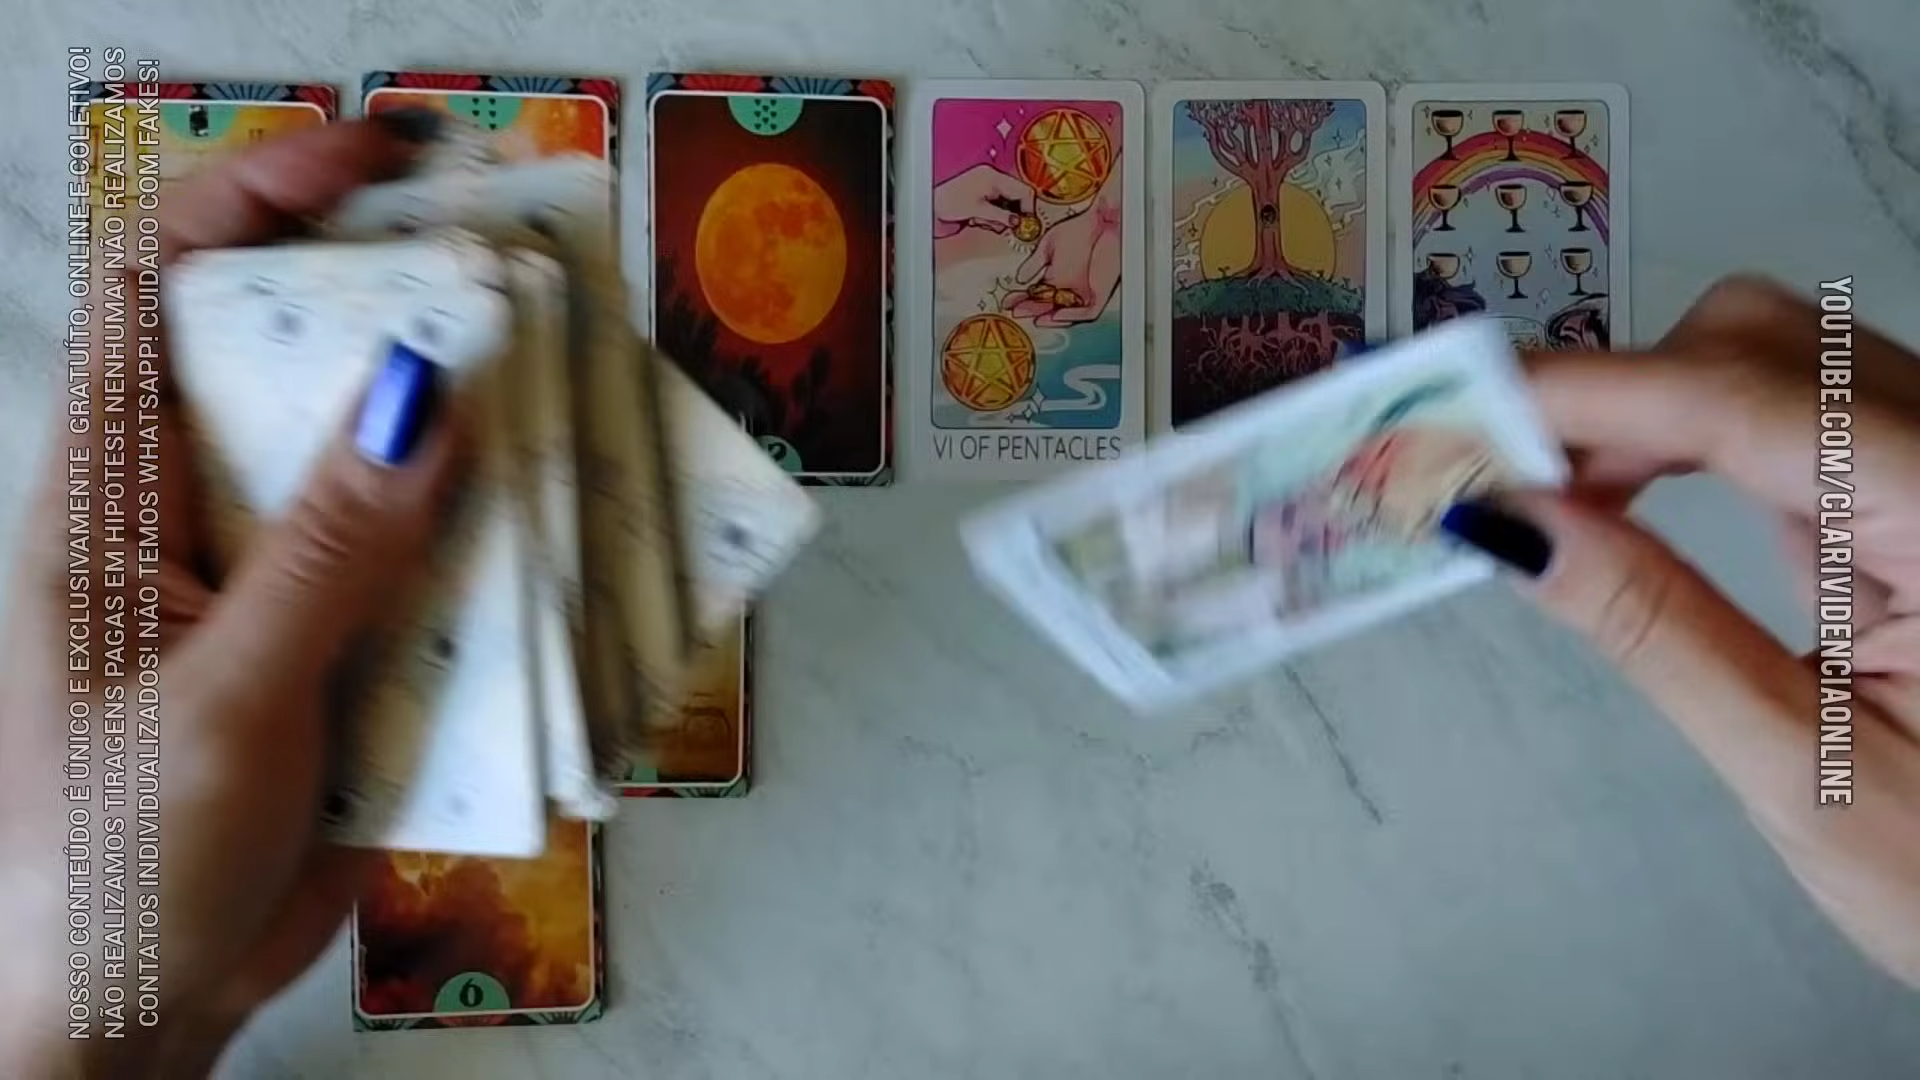 NOSSO CONTEÚDO É ÚNICO E EXCLUSIVAMENTE GRATUÍTO, ONLINE E COLETIVO!
NÃO REALIZAMOS TIRAGENS PAGAS EM HIPÓTESE NENHUMA! NÃO REALIZAMOS
CONTATOS INDIVIDUALIZADOS! NÃO TEMOS WHATSAPP! CUIDADO COM FAKES!
VI OF PENTACLES
6
YOUTUBE.COM/CLARIVIDENCIAONLINE